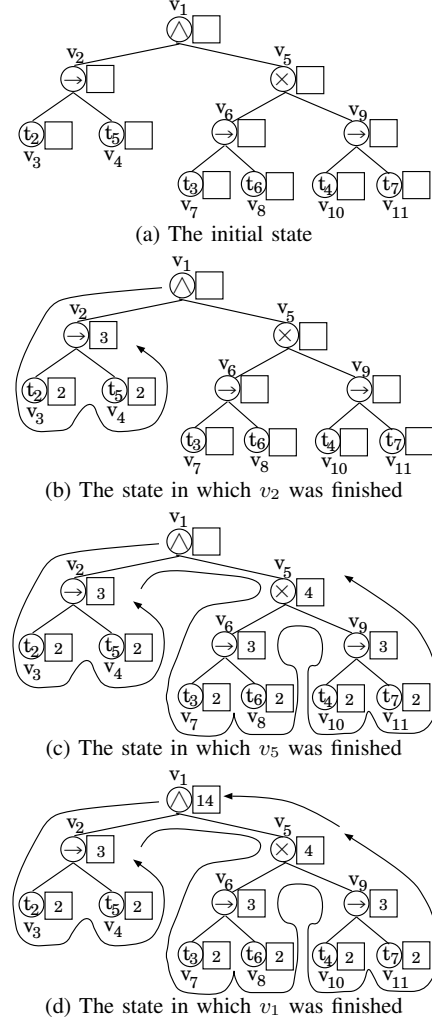 v1
∧
v2
→
v5
×
v6
→
v9
→
t2
t5
v3
v4
t3
t6
t4
t7
v7
v8
v10
v11
(a) The initial state
v1
∧
v2
→ 3
v5
×
v6
→
v9
→
t2 2
t5 2
v3
v4
t3
t6
t4
t7
v7
v8
v10
v11
(b) The state in which v2 was finished
v1
∧
v2
→ 3
v5
× 4
v6
→ 3
v9
→ 3
t2 2
t5 2
v3
v4
t3 2
t6 2
t4 2
t7 2
v7
v8
v10
v11
(c) The state in which v5 was finished
v1
∧ 14
v2
→ 3
v5
× 4
v6
→ 3
v9
→ 3
t2 2
t5 2
v3
v4
t3 2
t6 2
t4 2
t7 2
v7
v8
v10
v11
(d) The state in which v1 was finished